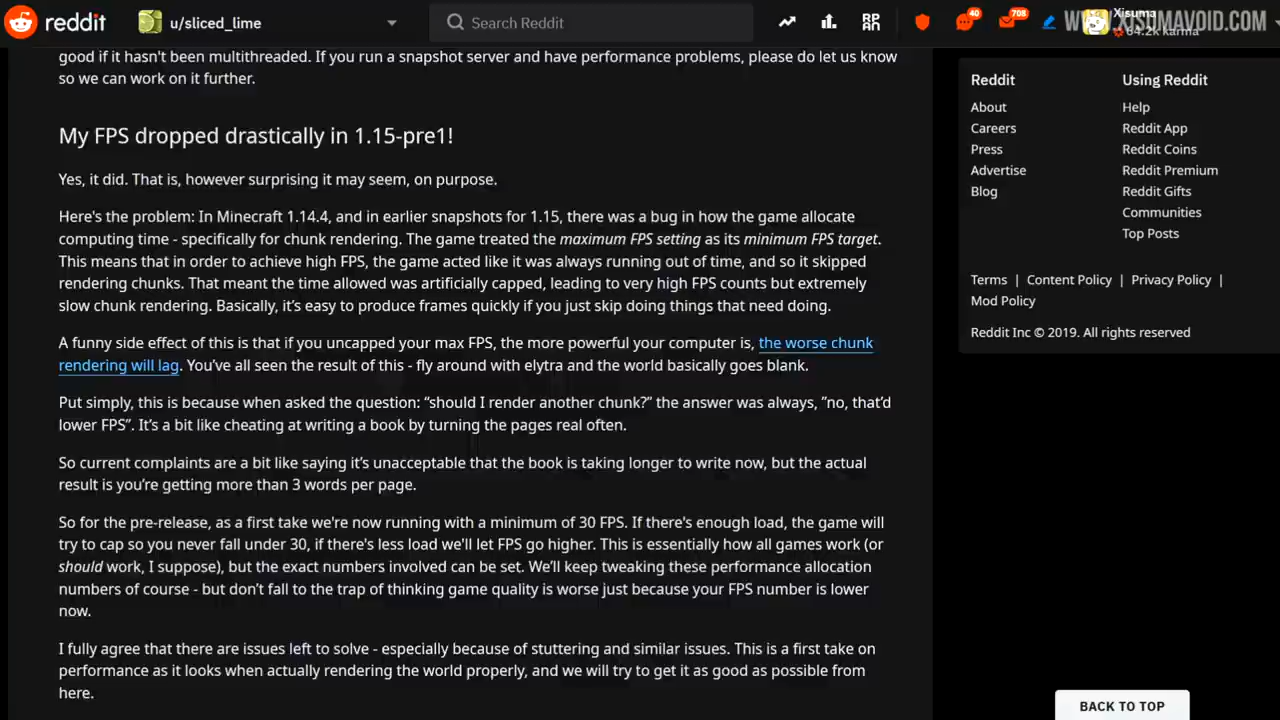 reddit
u/sliced_lime
Search Reddit
40
708
Xisuma
64.2k karma
WWW.XISUMAVOID.COM
good if it hasn't been multithreaded. If you run a snapshot server and have performance problems, please do let us know
so we can work on it further.
My FPS dropped drastically in 1.15-pre1!
Yes, it did. That is, however surprising it may seem, on purpose.
Here's the problem: In Minecraft 1.14.4, and in earlier snapshots for 1.15, there was a bug in how the game allocate
computing time - specifically for chunk rendering. The game treated the maximum FPS setting as its minimum FPS target.
This means that in order to achieve high FPS, the game acted like it was always running out of time, and so it skipped
rendering chunks. That meant the time allowed was artificially capped, leading to very high FPS counts but extremely
slow chunk rendering. Basically, it's easy to produce frames quickly if you just skip doing things that need doing.
A funny side effect of this is that if you uncapped your max FPS, the more powerful your computer is, the worse chunk
rendering will lag. You've all seen the result of this - fly around with elytra and the world basically goes blank.
Put simply, this is because when asked the question: “should I render another chunk?” the answer was always, ”no, that'd
lower FPS”. It's a bit like cheating at writing a book by turning the pages real often.
So current complaints are a bit like saying it's unacceptable that the book is taking longer to write now, but the actual
result is you're getting more than 3 words per page.
So for the pre-release, as a first take we're now running with a minimum of 30 FPS. If there's enough load, the game will
try to cap so you never fall under 30, if there's less load we'll let FPS go higher. This is essentially how all games work (or
should work, I suppose), but the exact numbers involved can be set. We'll keep tweaking these performance allocation
numbers of course - but don't fall to the trap of thinking game quality is worse just because your FPS number is lower
now.
I fully agree that there are issues left to solve - especially because of stuttering and similar issues. This is a first take on
performance as it looks when actually rendering the world properly, and we will try to get it as good as possible from
here.
Reddit
Using Reddit
About
Help
Careers
Reddit App
Press
Reddit Coins
Advertise
Reddit Premium
Blog
Reddit Gifts
Communities
Top Posts
Terms | Content Policy | Privacy Policy |
Mod Policy
Reddit Inc © 2019. All rights reserved
BACK TO TOP